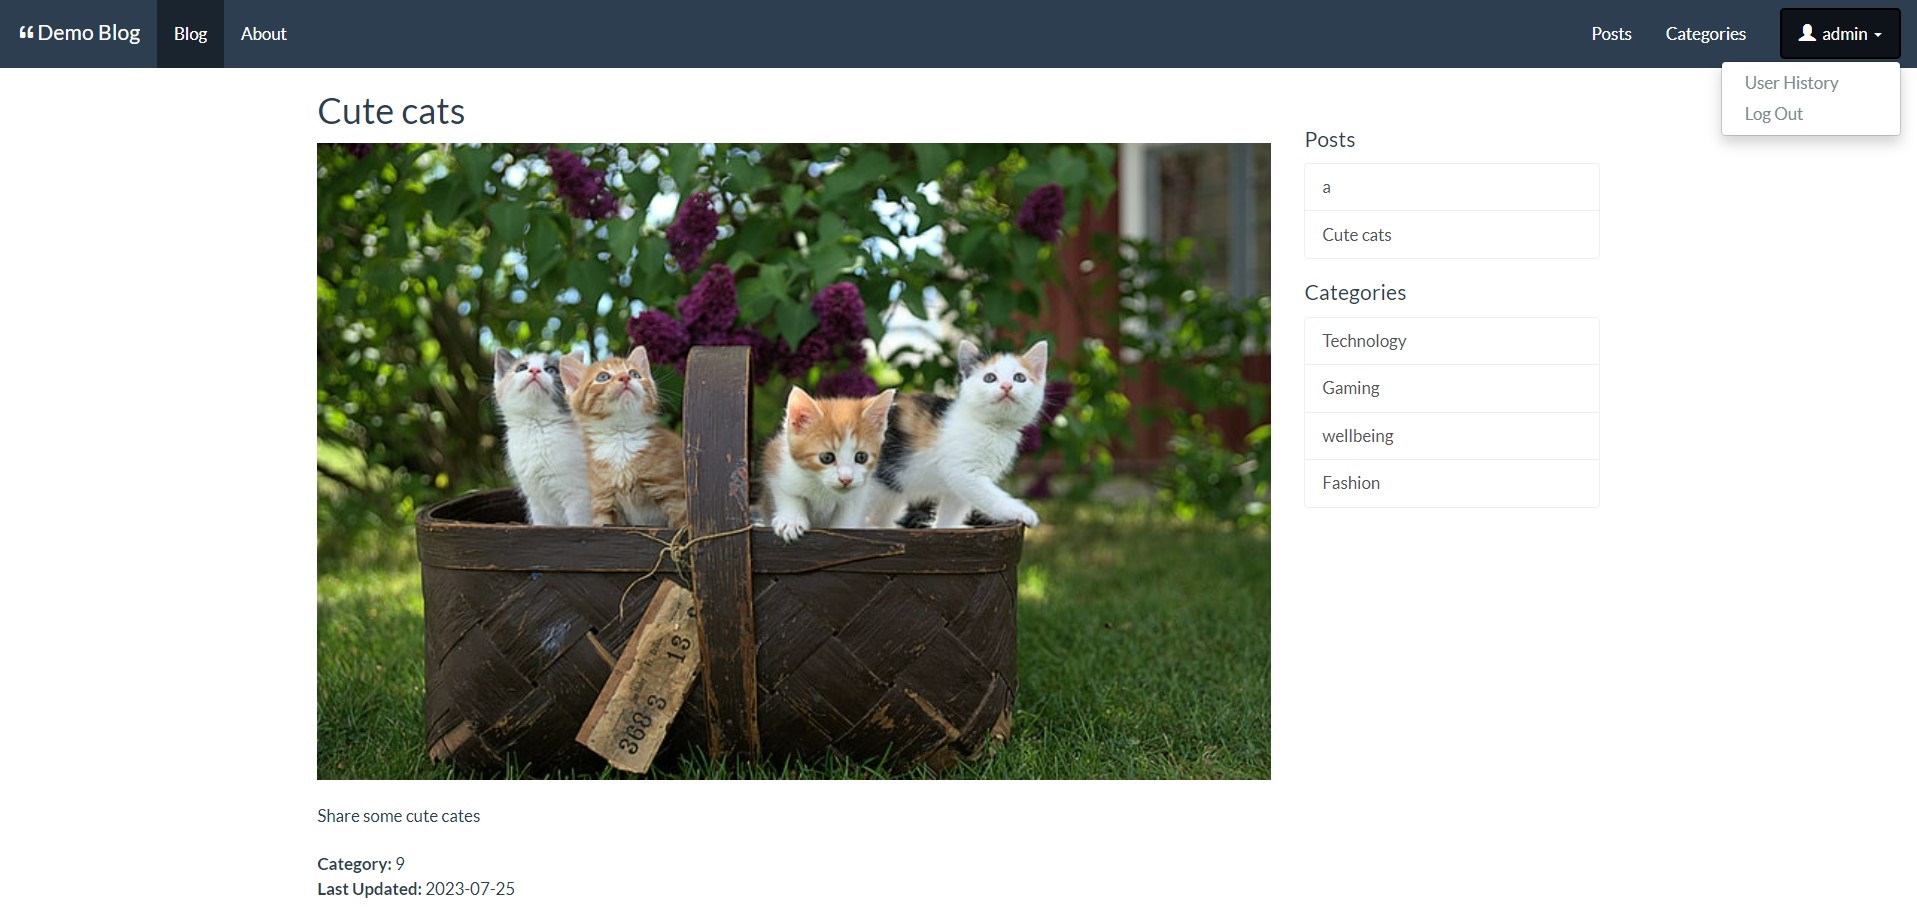 Demo Blog
Blog
About
Posts
Categories
admin
User History
Log Out
Cute cats
13
368 3
Share some cute cates
Category: 9
Last Updated: 2023-07-25
Posts
a
Cute cats
Categories
Technology
Gaming
wellbeing
Fashion